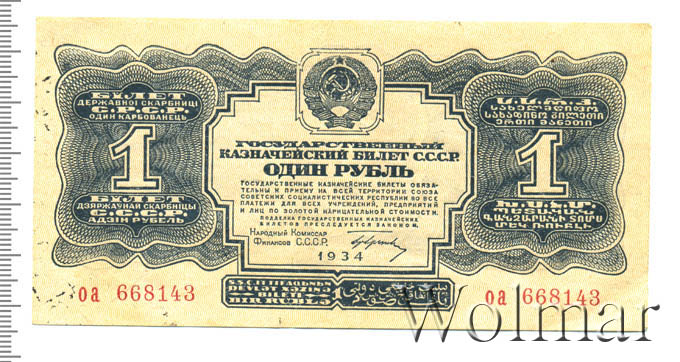 БІЛЕТ
ДЕРЖАВНОЇ СКАРБНИЦІ
С.Р.С.Р.
ОДИН КАРБОВАНЕЦЬ
1
БІЛЕТ
ДЗЯРЖАУНАЙ СКАРБНІЦЫ
С.С.С.Р.
АДЗІН РУБЕЛЬ
ГОСУДАРСТВЕННЫЙ
КАЗНАЧЕЙСКИЙ БИЛЕТ С.С.С.Р.
ОДИН РУБЛЬ
ГОСУДАРСТВЕННЫЕ КАЗНАЧЕЙСКИЕ БИЛЕТЫ ОБЯЗА-
ТЕЛЬНЫ К ПРИЕМУ НА ВСЕЙ ТЕРРИТОРИИ СОЮЗА
СОВЕТСКИХ СОЦИАЛИСТИЧЕСКИХ РЕСПУБЛИК ВО ВСЕ
ПЛАТЕЖИ ДЛЯ ВСЕХ УЧРЕЖДЕНИЙ, ПРЕДПРИЯТИЙ
И ЛИЦ ПО ЗОЛОТОЙ НАРИЦАТЕЛЬНОЙ СТОИМОСТИ.
ПОДДЕЛКА ГОСУДАРСТВЕННЫХ КАЗНАЧЕЙСКИХ
БИЛЕТОВ ПРЕСЛЕДУЕТСЯ ЗАКОНОМ.
Народный Комиссар
Финансов С.С.С.Р.
1934
1
оа 668143
1
оа 668143
Wolmar